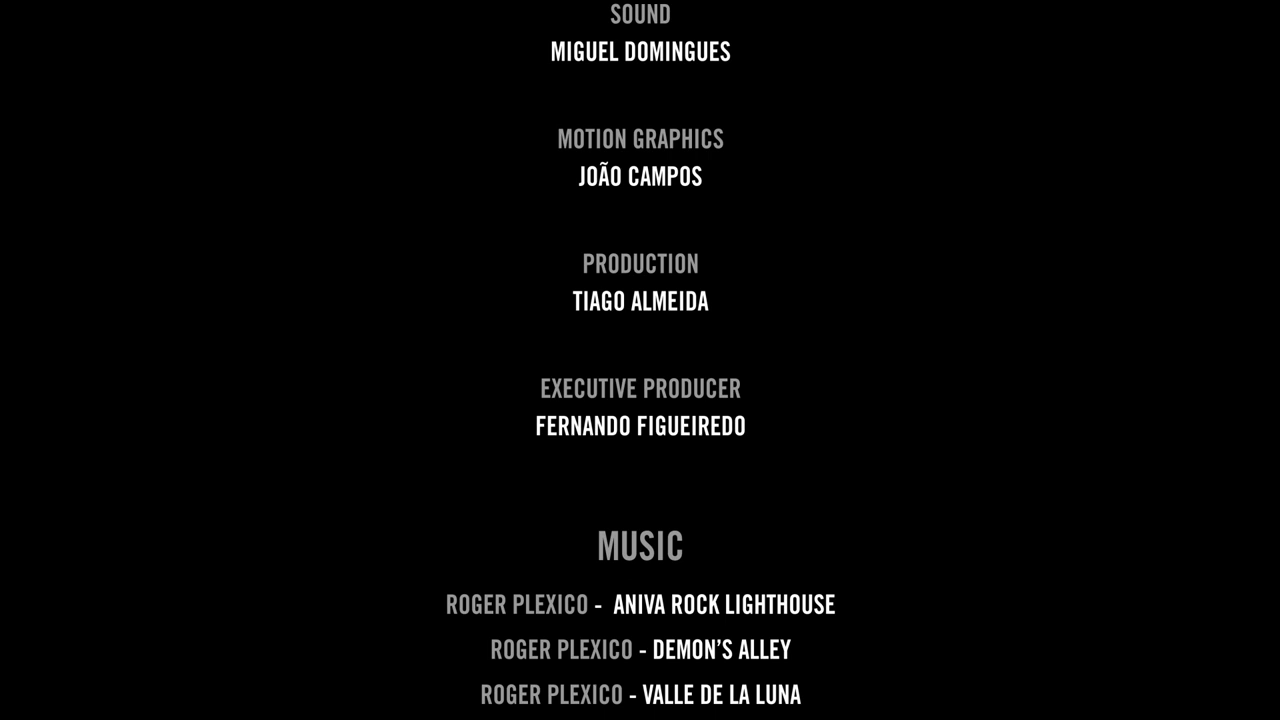 SOUND
MIGUEL DOMINGUES
MOTION GRAPHICS
JOÃO CAMPOS
PRODUCTION
TIAGO ALMEIDA
EXECUTIVE PRODUCER
FERNANDO FIGUEIREDO
MUSIC
ROGER PLEXICO - ANIVA ROCK LIGHTHOUSE
ROGER PLEXICO - DEMON’S ALLEY
ROGER PLEXICO - VALLE DE LA LUNA